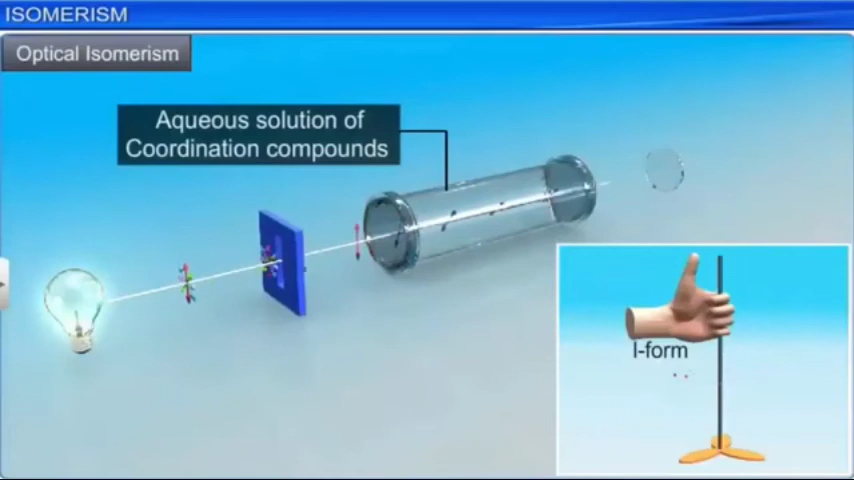 ISOMERISM
Optical Isomerism
Aqueous solution of
Coordination compounds
l-form